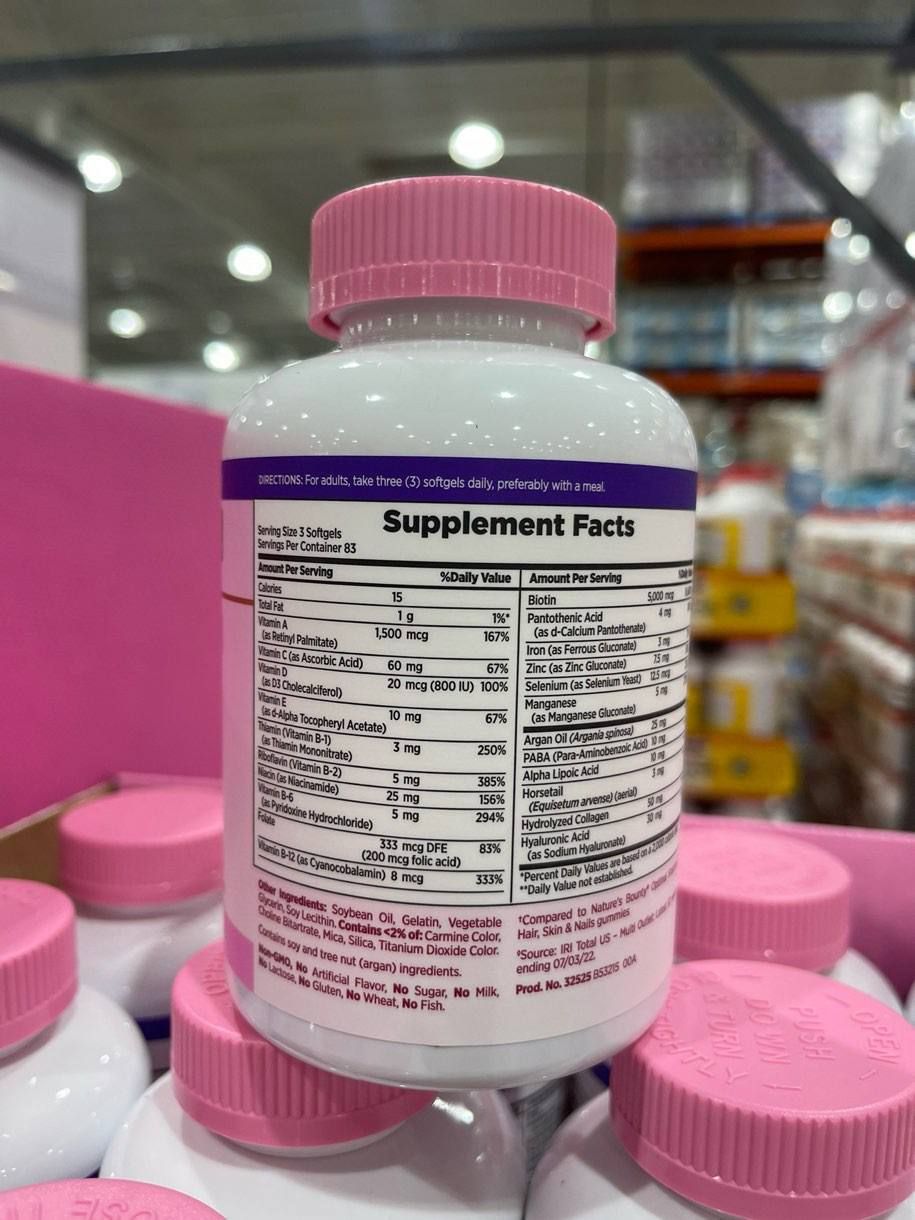 DIRECTIONS: For adults, take three (3) softgels daily, preferably with a meal.
Supplement Facts
Serving Size 3 Softgels
Servings Per Container 83
Amount Per Serving %Daily Value
Calories 15
Total Fat 1 g 1%*
Vitamin A 1,500 mcg 167%
(as Retinyl Palmitate)
Vitamin C (as Ascorbic Acid) 60 mg 67%
Vitamin D 20 mcg (800 IU) 100%
(as D3 Cholecalciferol)
Vitamin E 10 mg 67%
(as d-Alpha Tocopheryl Acetate)
Thiamin (Vitamin B-1) 3 mg 250%
(as Thiamin Mononitrate)
Riboflavin (Vitamin B-2) 5 mg 385%
Niacin (as Niacinamide) 25 mg 156%
Vitamin B-6 5 mg 294%
(as Pyridoxine Hydrochloride)
Folate 333 mcg DFE 83%
(200 mcg folic acid)
Vitamin B-12 (as Cyanocobalamin) 8 mcg 333%
Amount Per Serving
Biotin 5,000 mcg
Pantothenic Acid 4 mg
(as d-Calcium Pantothenate)
Iron (as Ferrous Gluconate) 3 mg
Zinc (as Zinc Gluconate) 7.5 mg
Selenium (as Selenium Yeast) 12.5 mcg
Manganese 5 mg
(as Manganese Gluconate)
Argan Oil (Argania spinosa) 25 mg
PABA (Para-Aminobenzoic Acid) 10 mg
Alpha Lipoic Acid 10 mg
Horsetail 3 mg
(Equisetum arvense) (aerial)
Hydrolyzed Collagen 50 mg
Hyaluronic Acid 30 mg
(as Sodium Hyaluronate)
*Percent Daily Values are based on a 2,000
**Daily Value not established.
Other Ingredients: Soybean Oil, Gelatin, Vegetable
Glycerin, Soy Lecithin. Contains <2% of: Carmine Color,
Choline Bitartrate, Mica, Silica, Titanium Dioxide Color.
Contains soy and tree nut (argan) ingredients.
Non-GMO, No Artificial Flavor, No Sugar, No Milk,
No Lactose, No Gluten, No Wheat, No Fish.
†Compared to Nature's Bounty® Optimal
Hair, Skin & Nails gummies
Source: IRI Total US - Multi Outlet
ending 07/03/22.
Prod. No. 32525 B53215 00A
OPEN
PUSH
DOWN
& TURN